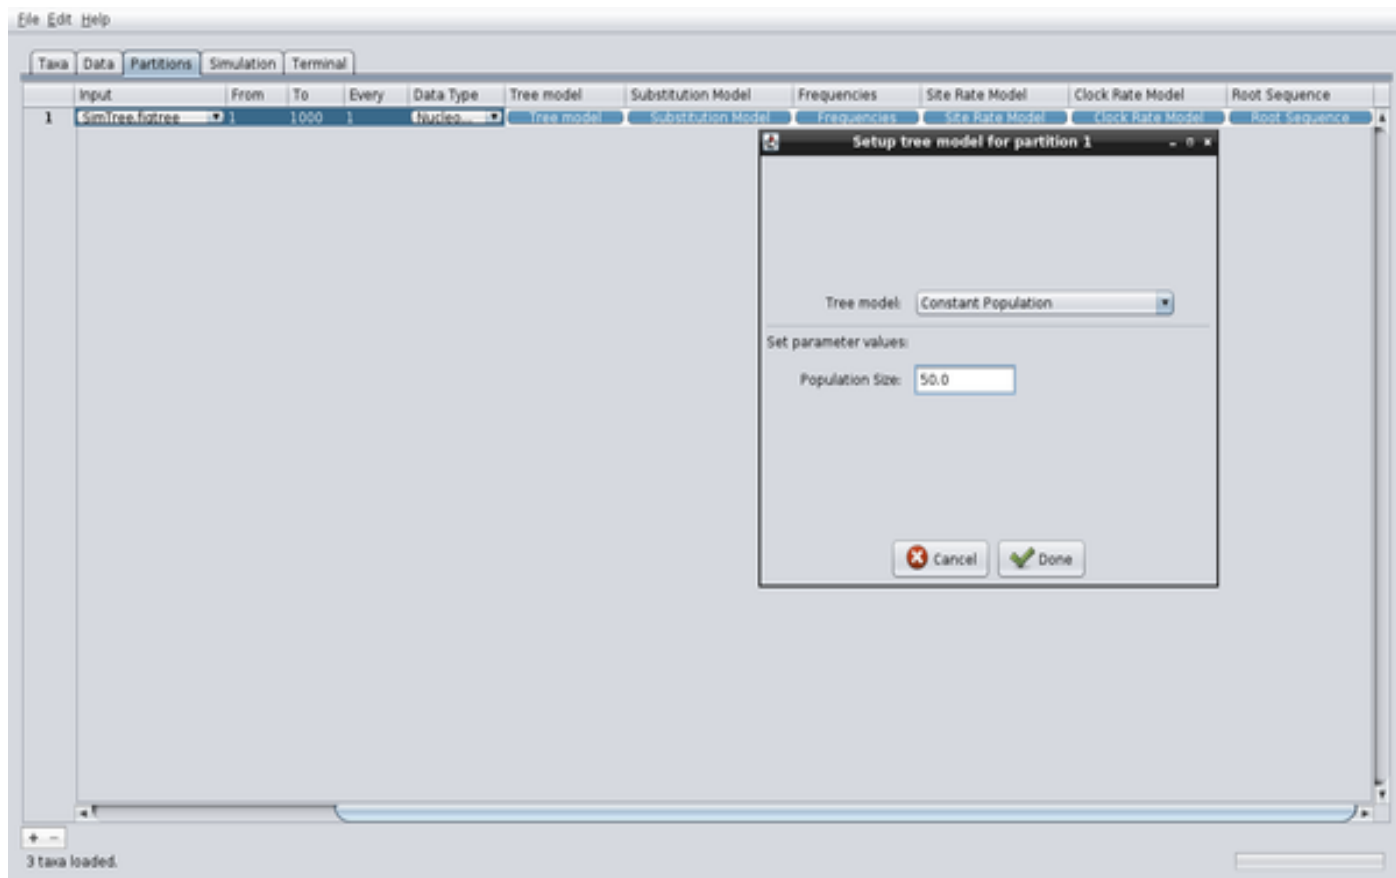 File Edit Help
Taxa Data Partitions Simulation Terminal
Input From To Every Data Type Tree model Substitution Model Frequencies Site Rate Model Clock Rate Model Root Sequence
1 SimTree.figtree 1 1000 1 Nucleo... Tree model Substitution Model Frequencies Site Rate Model Clock Rate Model Root Sequence
Setup tree model for partition 1
Tree model: Constant Population
Set parameter values:
Population Size: 50.0
Cancel Done
+ −
3 taxa loaded.